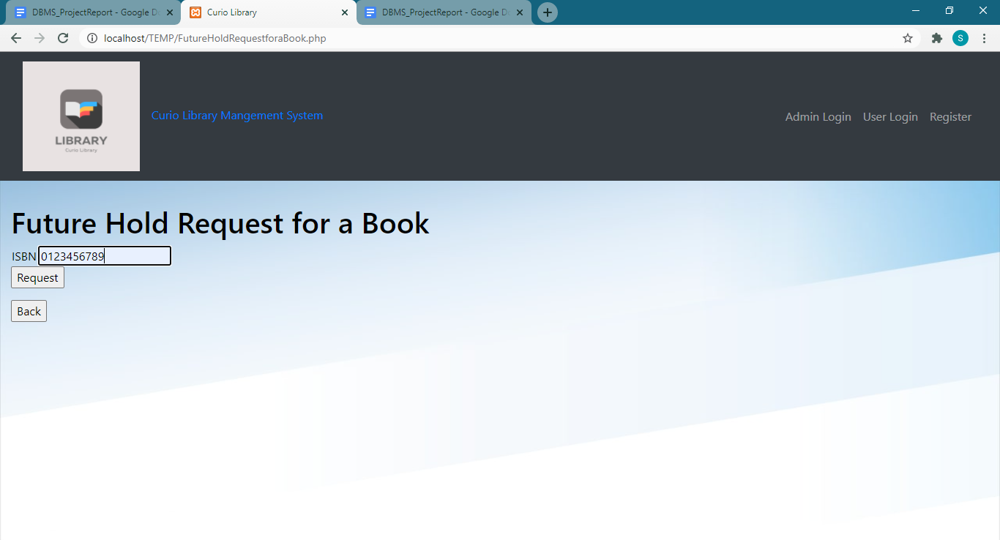 DBMS_ProjectReport - Google D
Curio Library
DBMS_ProjectReport - Google D
localhost/TEMP/FutureHoldRequestforaBook.php
S
LIBRARY
Curio Library
Curio Library Mangement System
Admin Login User Login Register
Future Hold Request for a Book
ISBN 0123456789
Request
Back